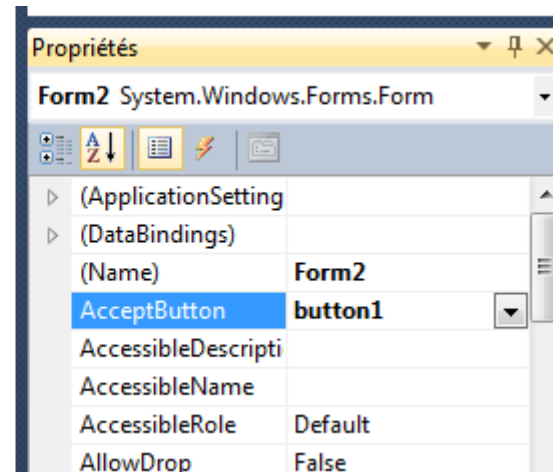 Propriétés
Form2 System.Windows.Forms.Form
A Z
(ApplicationSetting
(DataBindings)
(Name) Form2
AcceptButton button1
AccessibleDescripti
AccessibleName
AccessibleRole Default
AllowDrop False